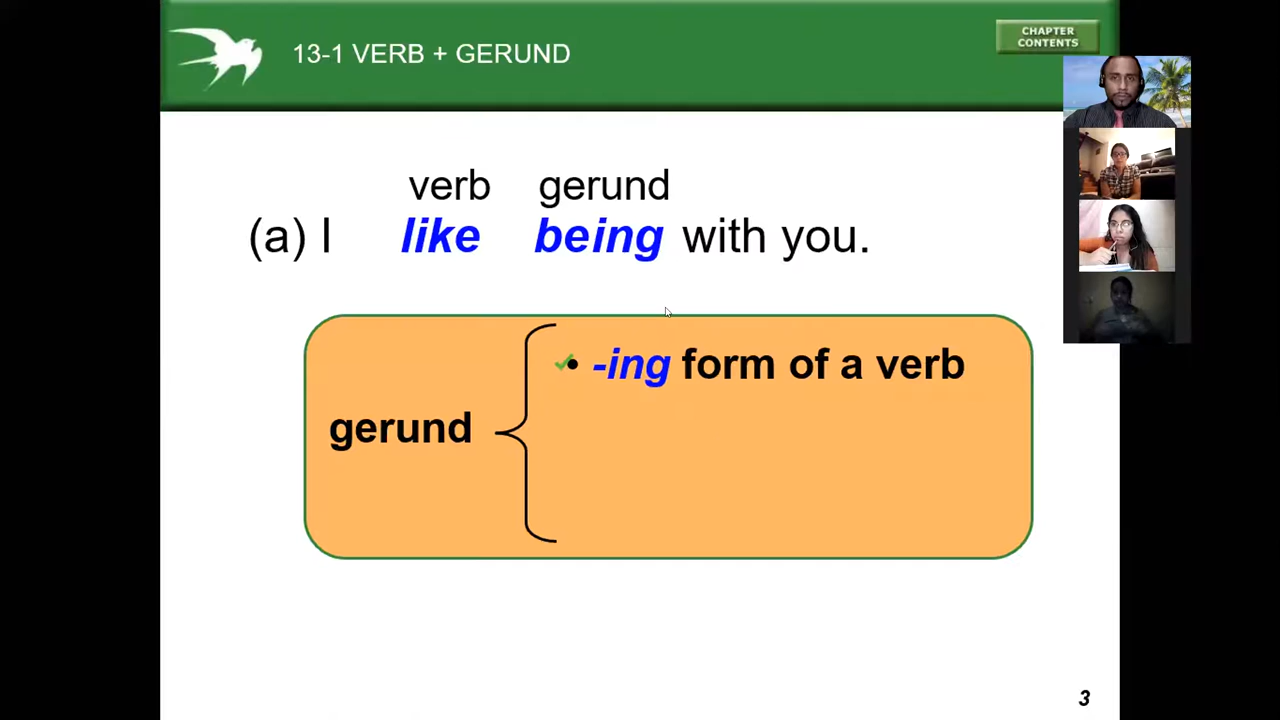 13-1 VERB + GERUND
CHAPTER
CONTENTS
verb gerund
(a) I like being with you.
• -ing form of a verb
gerund
3